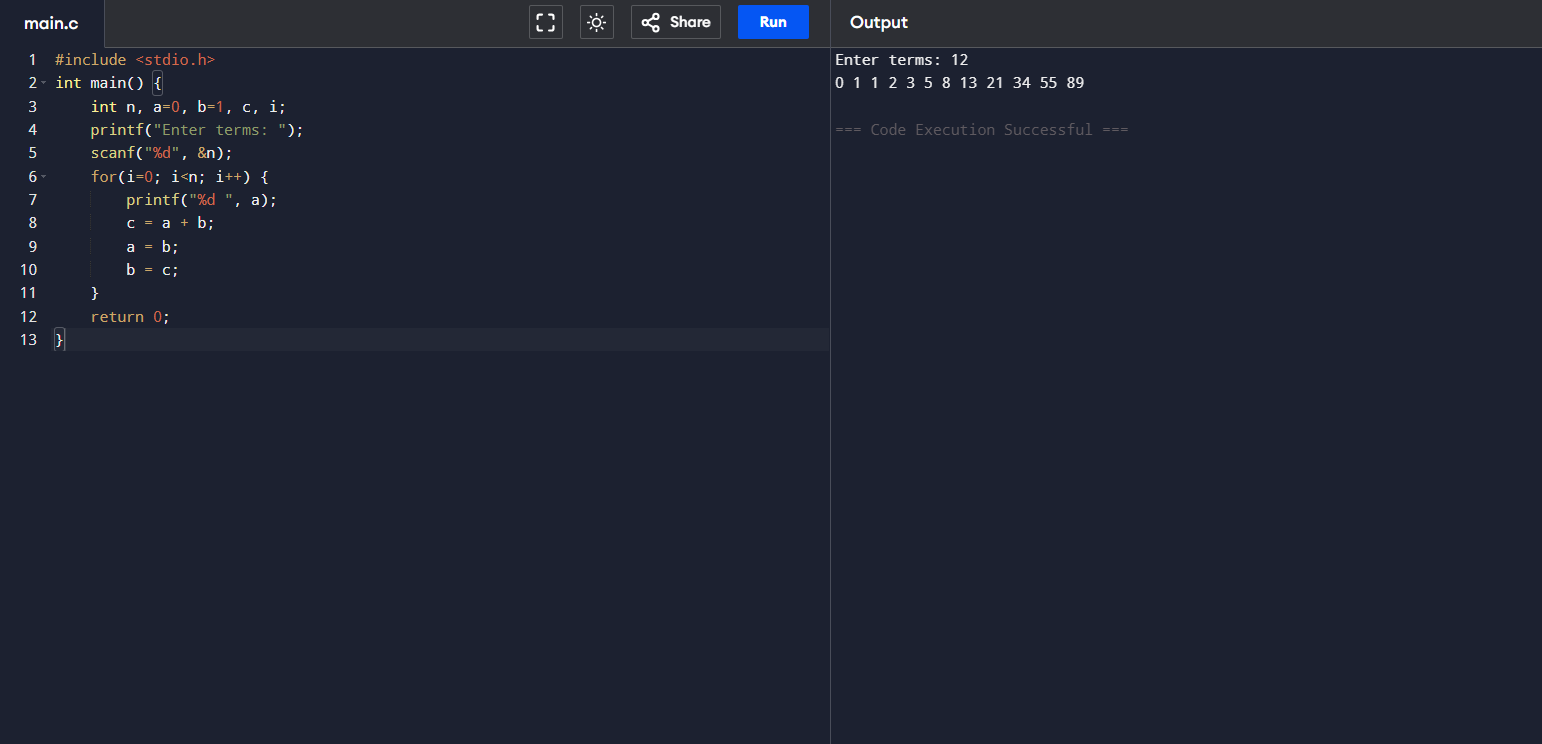 main.c
Share
Run
Output
1 #include <stdio.h>
2 int main() {
3     int n, a=0, b=1, c, i;
4     printf("Enter terms: ");
5     scanf("%d", &n);
6     for(i=0; i<n; i++) {
7         printf("%d ", a);
8         c = a + b;
9         a = b;
10         b = c;
11     }
12     return 0;
13 }
Enter terms: 12
0 1 1 2 3 5 8 13 21 34 55 89
=== Code Execution Successful ===